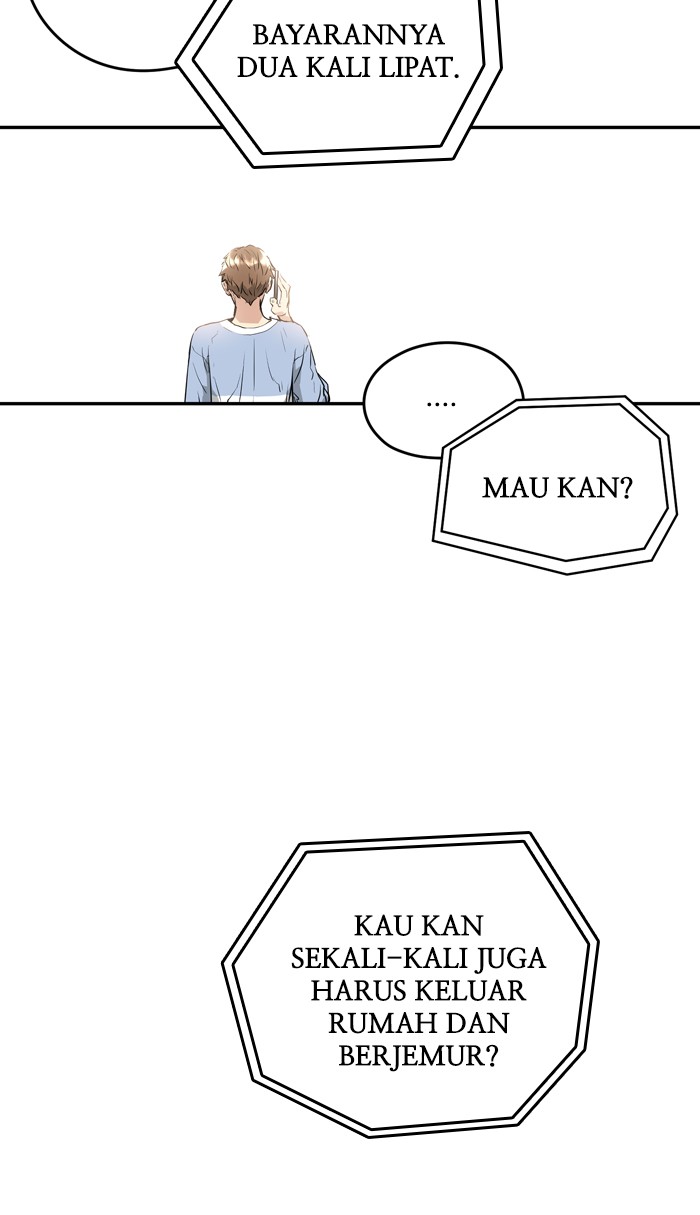 BAYARANNYA
DUA KALI LIPAT.
....
MAU KAN?
KAU KAN
SEKALI-KALI JUGA
HARUS KELUAR
RUMAH DAN
BERJEMUR?